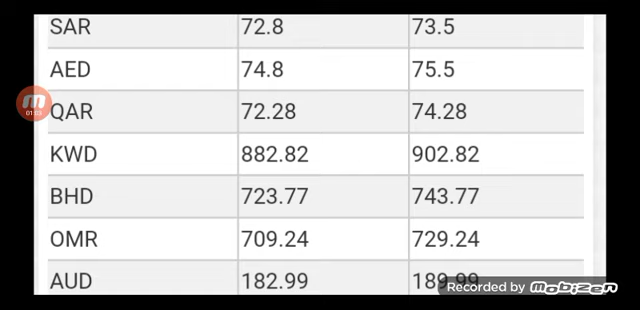 SAR 72.8 73.5
AED 74.8 75.5
QAR 72.28 74.28
KWD 882.82 902.82
BHD 723.77 743.77
OMR 709.24 729.24
AUD 182.99 189.99
Recorded by Mobizen
01:03